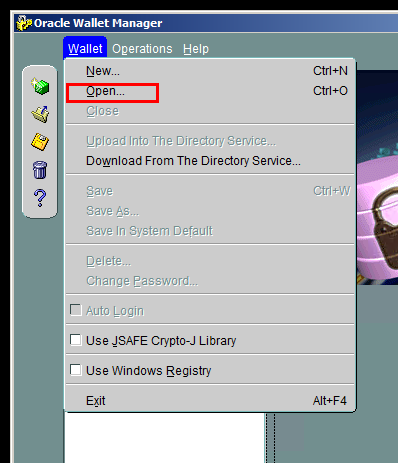 Oracle Wallet Manager
Wallet Operations Help
New... Ctrl+N
Open... Ctrl+O
Close
Upload Into The Directory Service...
Download From The Directory Service...
Save Ctrl+W
Save As...
Save In System Default
Delete...
Change Password...
Auto Login
Use JSAFE Crypto-J Library
Use Windows Registry
Exit Alt+F4